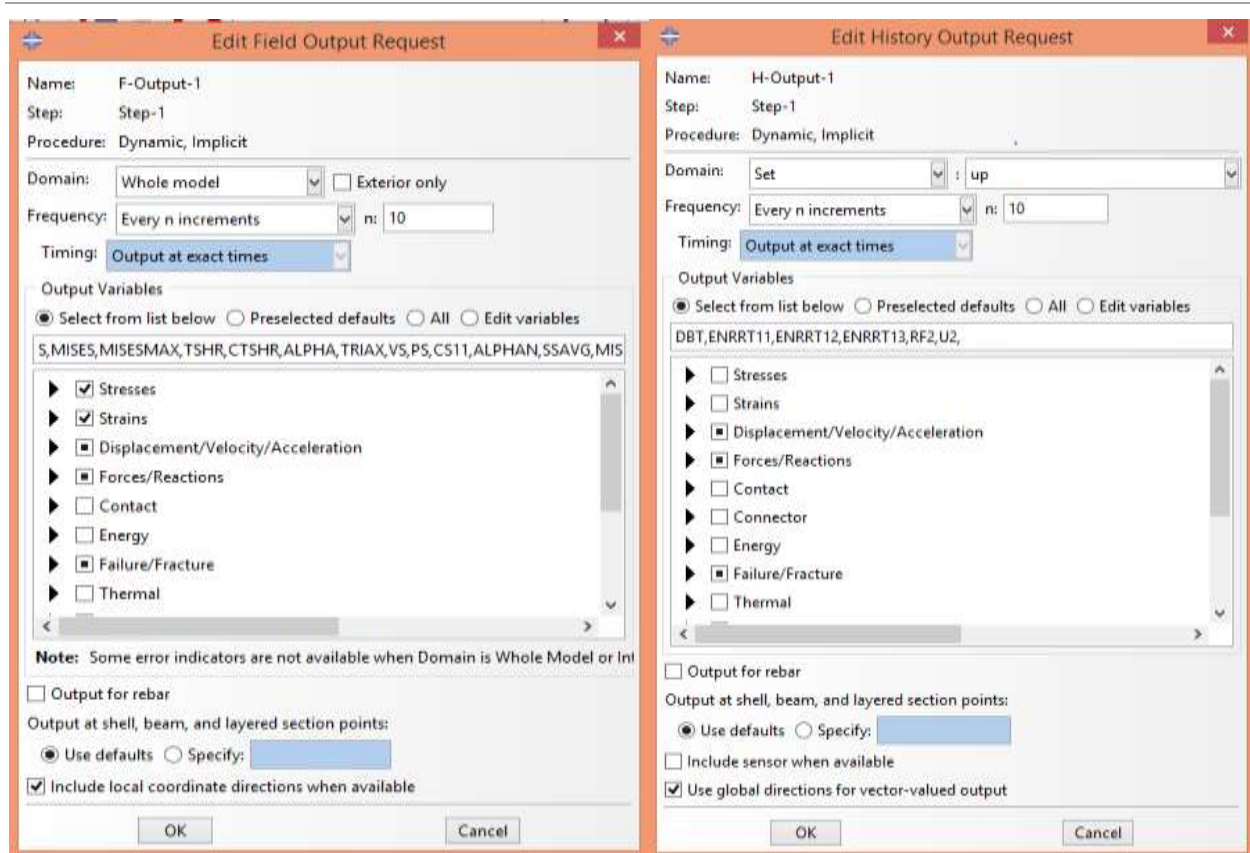 Edit Field Output Request
Name: F-Output-1
Step: Step-1
Procedure: Dynamic, Implicit
Domain: Whole model Exterior only
Frequency: Every n increments n: 10
Timing: Output at exact times
Output Variables
Select from list below Preselected defaults All Edit variables
S,MISES,MISESMAX,TSHR,CTSHR,ALPHA,TRIAX,VS,PS,CS11,ALPHAN,SSAVG,MIS
Stresses
Strains
Displacement/Velocity/Acceleration
Forces/Reactions
Contact
Energy
Failure/Fracture
Thermal
Note: Some error indicators are not available when Domain is Whole Model or Int
Output for rebar
Output at shell, beam, and layered section points:
Use defaults Specify:
Include local coordinate directions when available
OK Cancel
Edit History Output Request
Name: H-Output-1
Step: Step-1
Procedure: Dynamic, Implicit
Domain: Set : up
Frequency: Every n increments n: 10
Timing: Output at exact times
Output Variables
Select from list below Preselected defaults All Edit variables
DBT,ENRRT11,ENRRT12,ENRRT13,RF2,U2,
Stresses
Strains
Displacement/Velocity/Acceleration
Forces/Reactions
Contact
Connector
Energy
Failure/Fracture
Thermal
Output for rebar
Output at shell, beam, and layered section points:
Use defaults Specify:
Include sensor when available
Use global directions for vector-valued output
OK Cancel